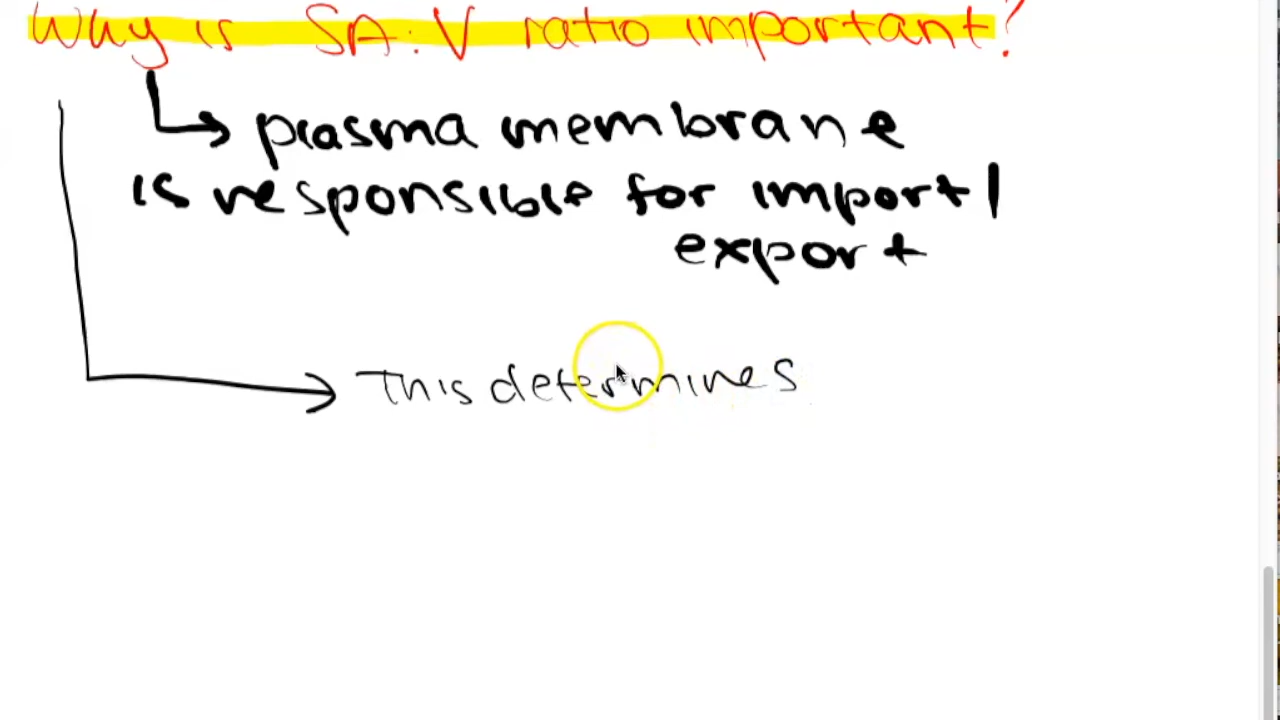 Why is SA:V ratio important?
plasma membrane
is responsible for import/
export
This determines